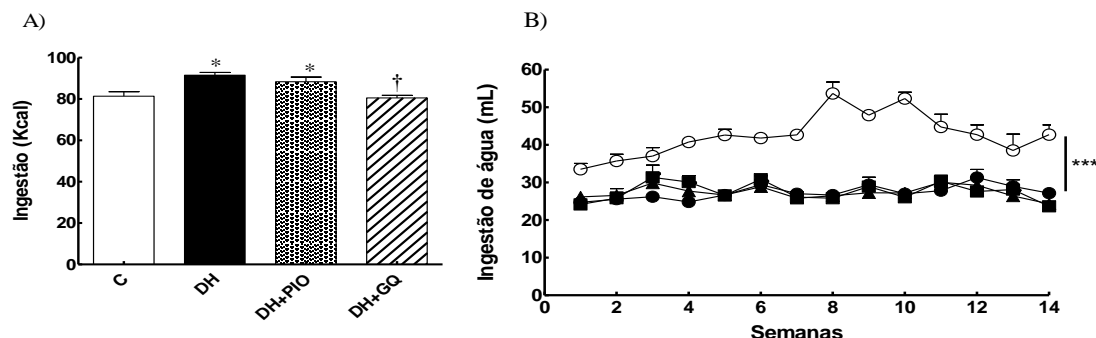 A)
Ingestão (Kcal)
100
80
60
40
20
0
*
*
†
C
DH
DH+PIO
DH+GQ
B)
Ingestão de água (mL)
60
50
40
30
20
10
0
0
2
4
6
8
10
12
14
Semanas
***